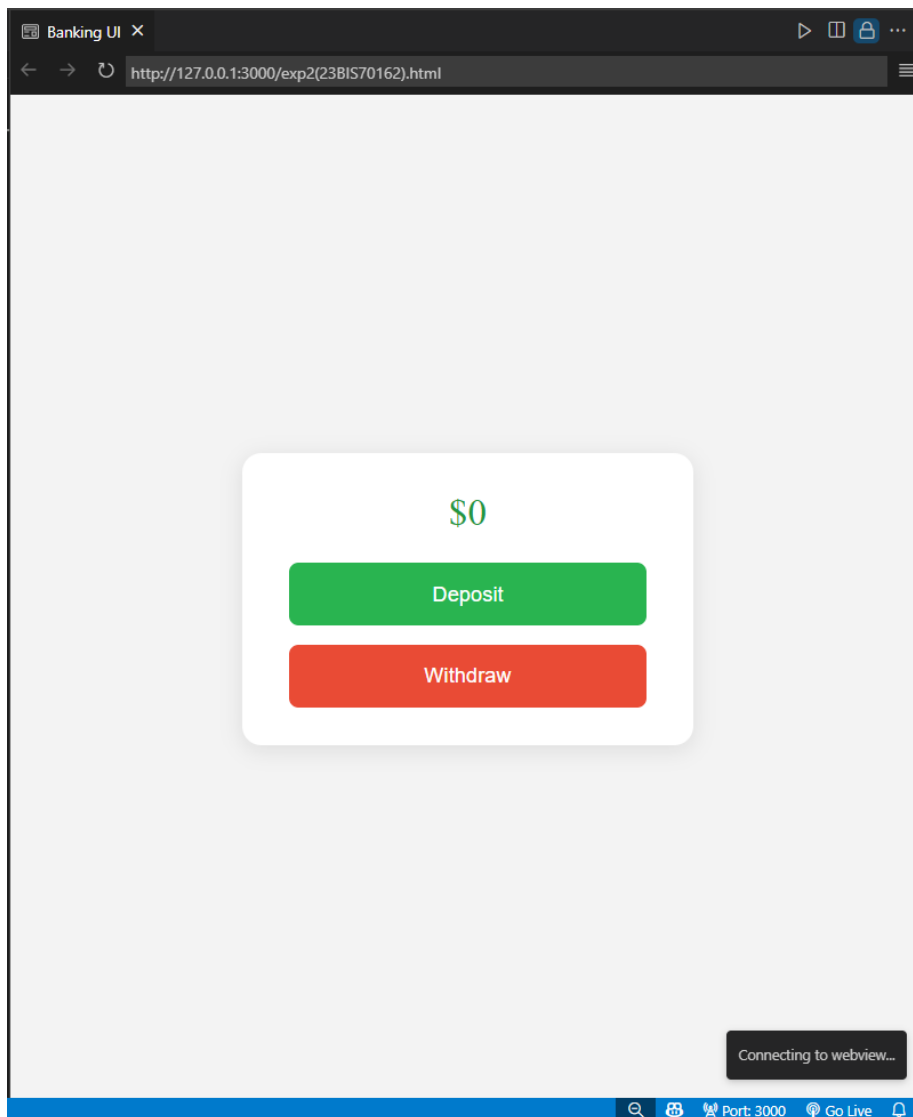 Banking UI
http://127.0.0.1:3000/exp2(23BIS70162).html
$0
Deposit
Withdraw
Connecting to webview...
Port: 3000 Go Live